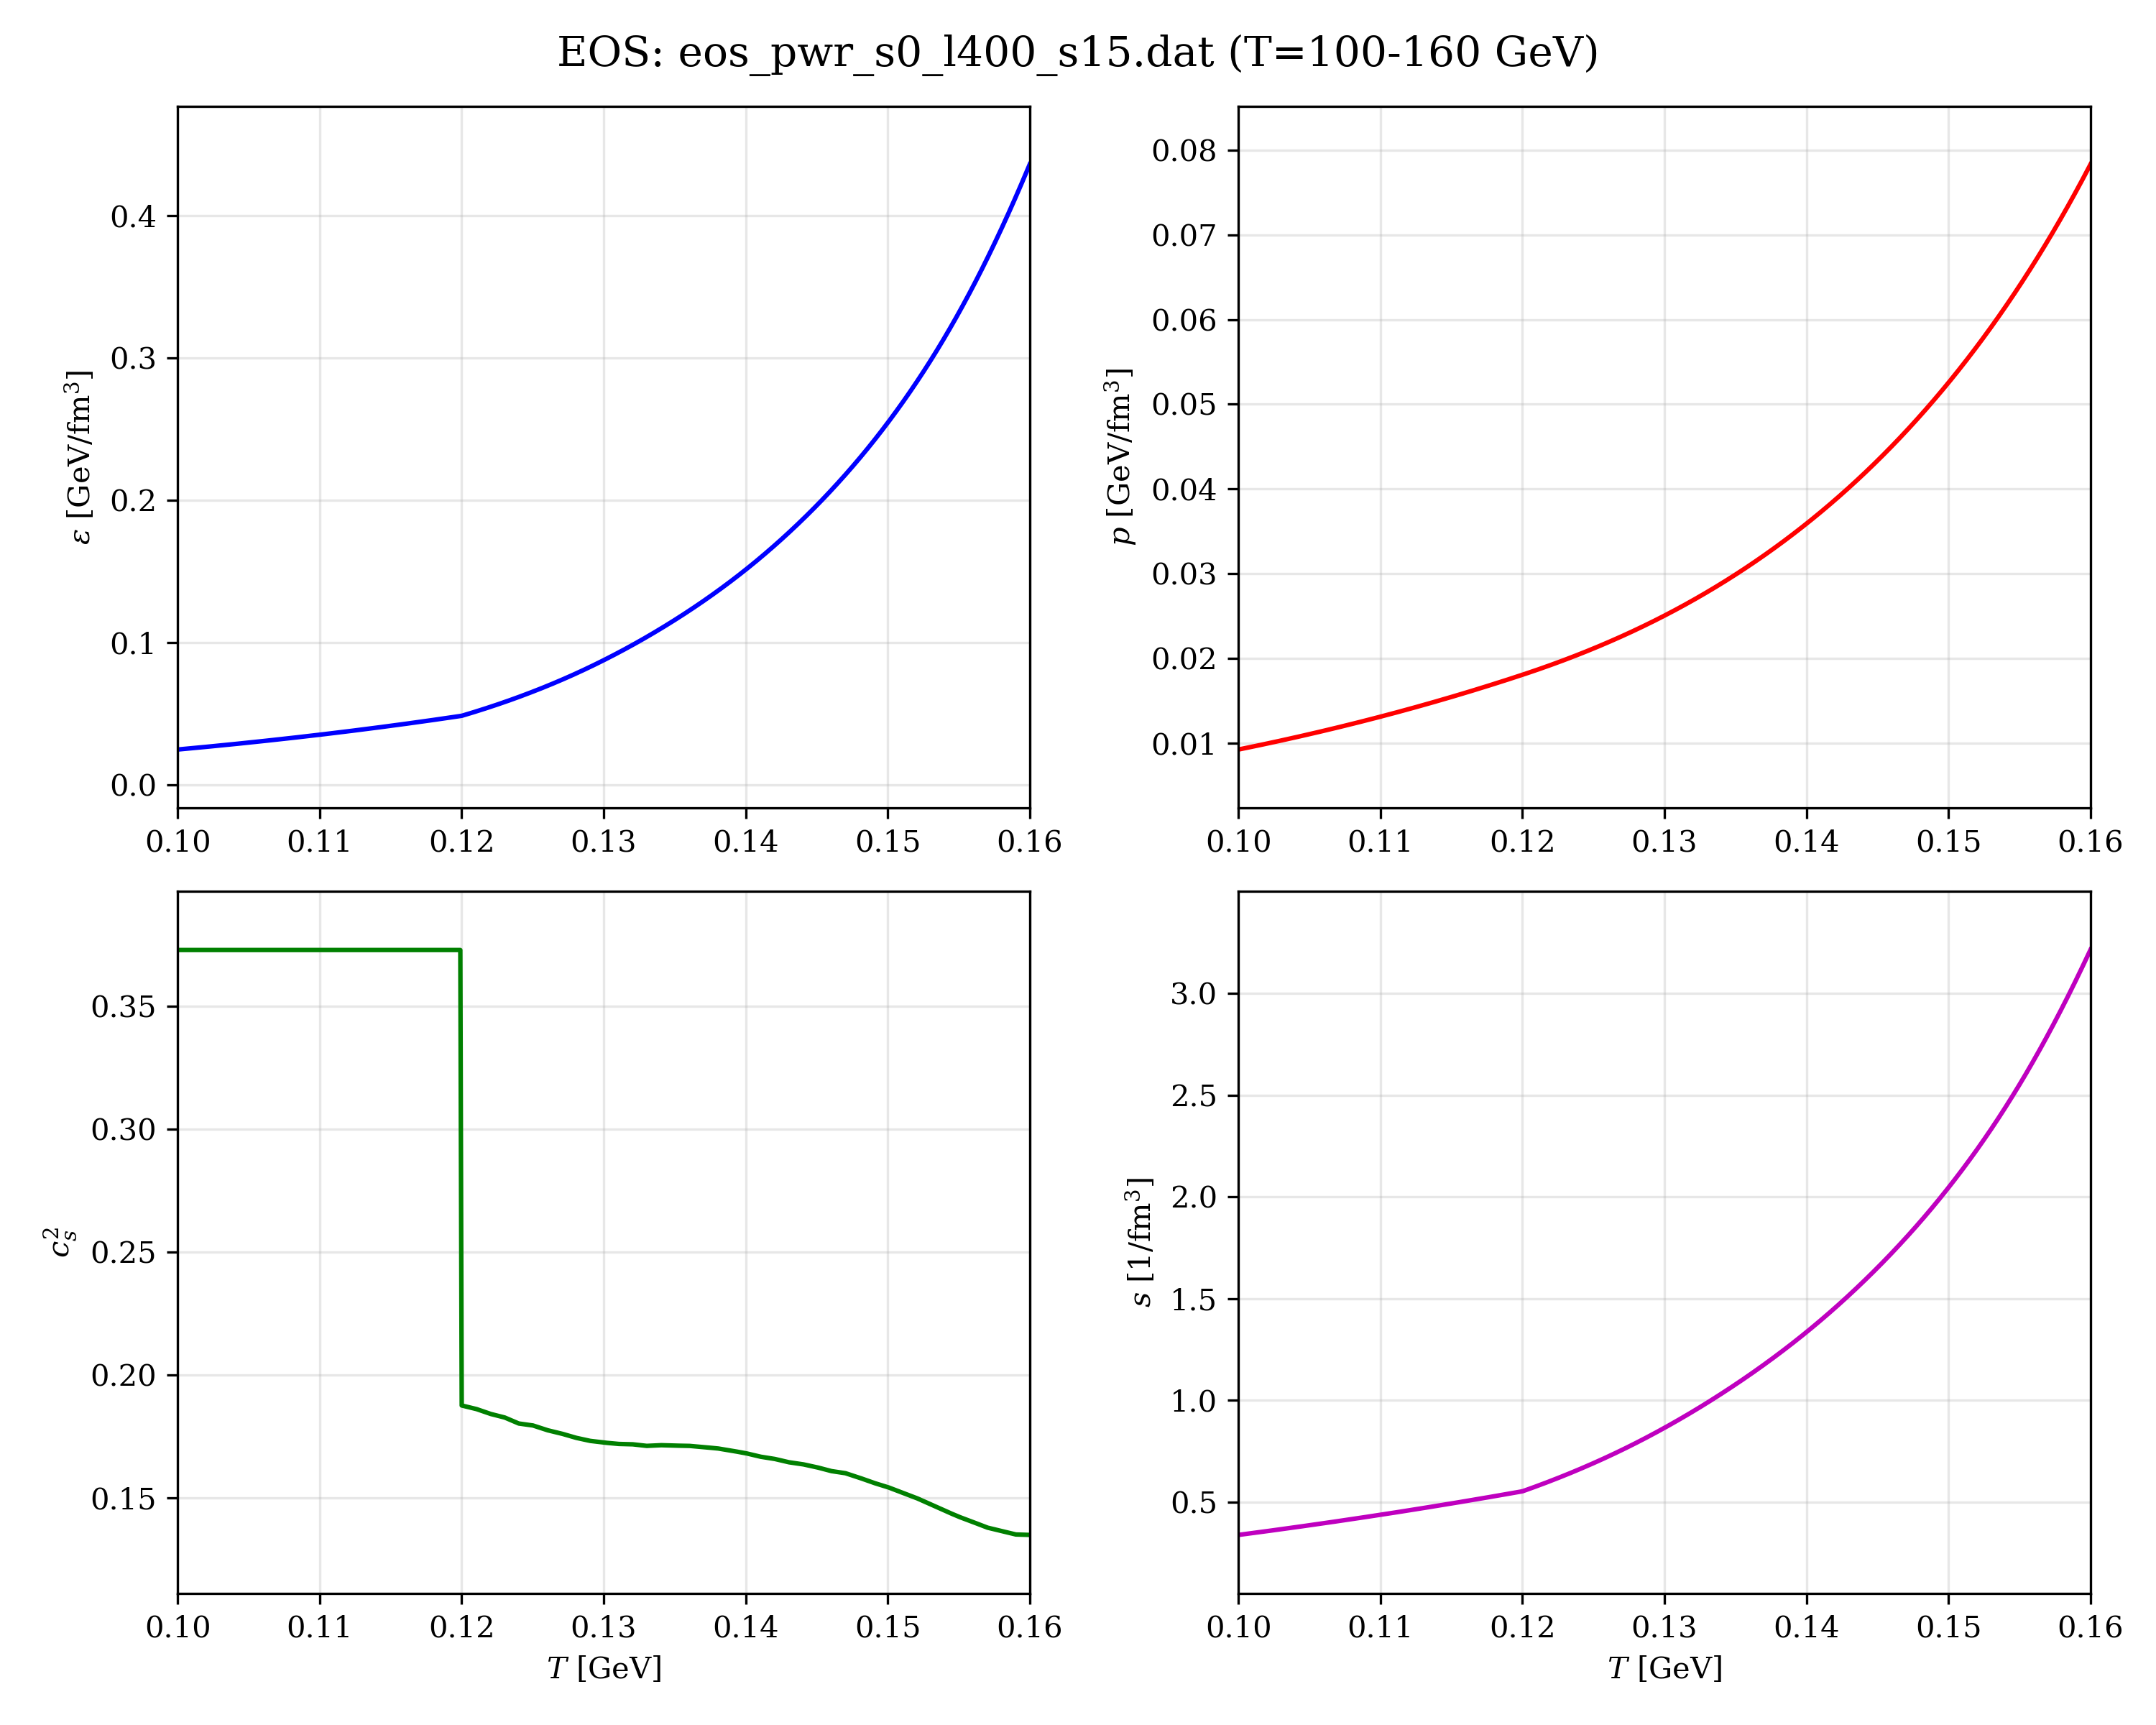 EOS: eos_pwr_s0_l400_s15.dat (T=100-160 GeV)
0.4
0.3
0.2
0.1
0.0
ε [GeV/fm³]
0.10 0.11 0.12 0.13 0.14 0.15 0.16
0.08
0.07
0.06
0.05
0.04
0.03
0.02
0.01
p [GeV/fm³]
0.10 0.11 0.12 0.13 0.14 0.15 0.16
0.35
0.30
0.25
0.20
0.15
c_s^2
0.10 0.11 0.12 0.13 0.14 0.15 0.16
T [GeV]
3.0
2.5
2.0
1.5
1.0
0.5
s [1/fm³]
0.10 0.11 0.12 0.13 0.14 0.15 0.16
T [GeV]